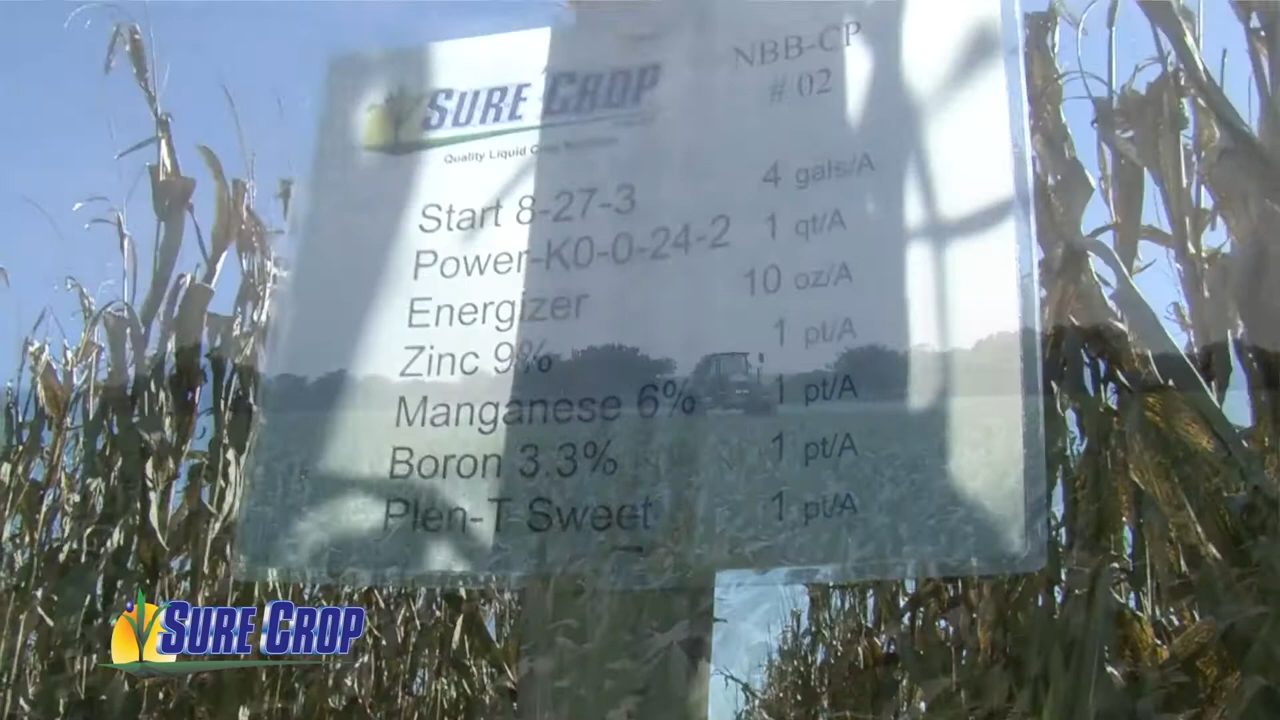 SURE CROP
NBB-CP
# 02
Quality Liquid Crop
Start 8-27-3 4 gals/A
Power-K0-0-24-2 1 qt/A
Energizer 10 oz/A
Zinc 9% 1 pt/A
Manganese 6% 1 pt/A
Boron 3.3% 1 pt/A
Plen-T Sweet 1 pt/A
SURE CROP